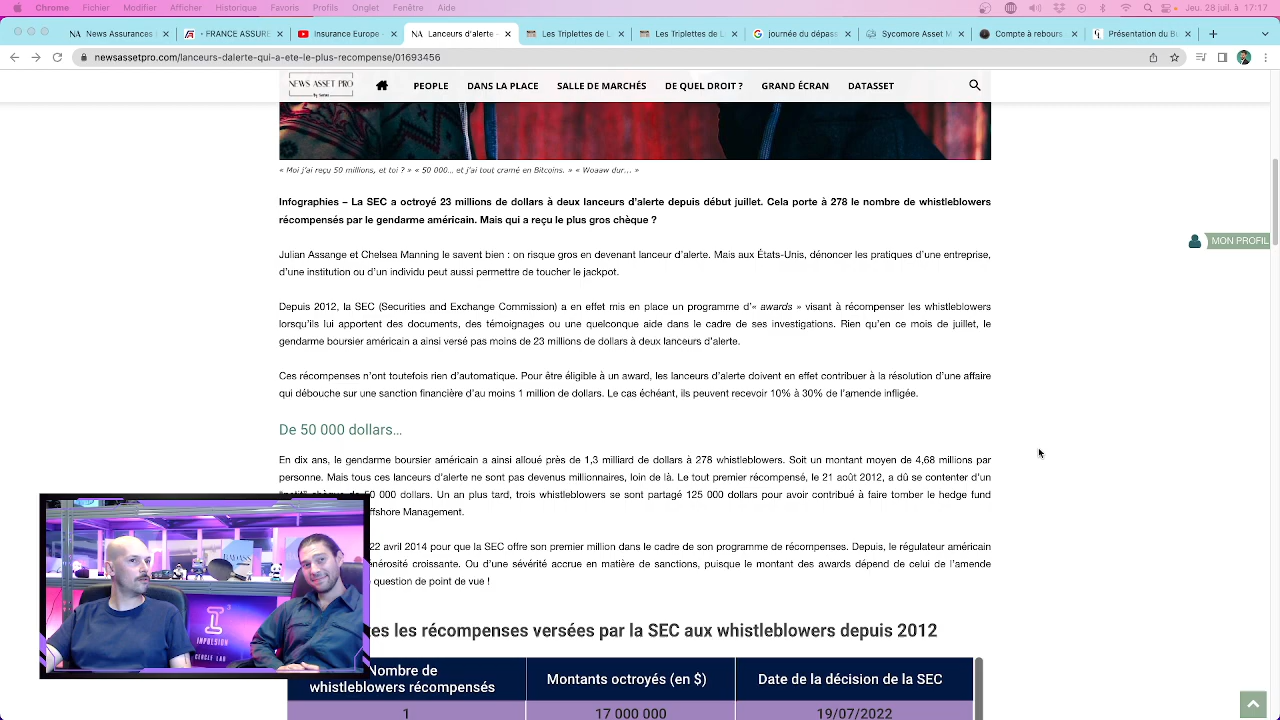 Chrome Fichier Modifier Afficher Historique Favoris Profils Onglet Fenêtre Aide Jeu. 28 juil. à 17:17
News Assurances - FRANCE ASSURE Insurance Europe - Lanceurs d'alerte - Les Triplettes de L Les Triplettes de L journée du dépass Sycomore Asset M Compte à rebours Présentation du Bu
newsassetpro.com/lanceurs-dalerte-qui-a-ete-le-plus-recompense/01693456
NEWS ASSET PRO PEOPLE DANS LA PLACE SALLE DE MARCHÉS DE QUEL DROIT ? GRAND ÉCRAN DATASSET
« Moi j'ai reçu 50 millions, et toi ? » « 50 000… et j'ai tout cramé en Bitcoins. » « Woaaw dur… »
Infographies – La SEC a octroyé 23 millions de dollars à deux lanceurs d'alerte depuis début juillet. Cela porte à 278 le nombre de whistleblowers
récompensés par le gendarme américain. Mais qui a reçu le plus gros chèque ?
MON PROFIL
Julian Assange et Chelsea Manning le savent bien : on risque gros en devenant lanceur d'alerte. Mais aux États-Unis, dénoncer les pratiques d'une entreprise,
d'une institution ou d'un individu peut aussi permettre de toucher le jackpot.
Depuis 2012, la SEC (Securities and Exchange Commission) a en effet mis en place un programme d'« awards » visant à récompenser les whistleblowers
lorsqu'ils lui apportent des documents, des témoignages ou une quelconque aide dans le cadre de ses investigations. Rien qu'en ce mois de juillet, le
gendarme boursier américain a ainsi versé pas moins de 23 millions de dollars à deux lanceurs d'alerte.
Ces récompenses n'ont toutefois rien d'automatique. Pour être éligible à un award, les lanceurs d'alerte doivent en effet contribuer à la résolution d'une affaire
qui débouche sur une sanction financière d'au moins 1 million de dollars. Le cas échéant, ils peuvent recevoir 10% à 30% de l'amende infligée.
De 50 000 dollars…
En dix ans, le gendarme boursier américain a ainsi alloué près de 1,3 milliard de dollars à 278 whistleblowers. Soit un montant moyen de 4,68 millions par
personne. Mais tous ces lanceurs d'alerte ne sont pas devenus millionnaires, loin de là. Le tout premier récompensé, le 21 août 2012, a dû se contenter d'un
chèque de 50 000 dollars. Un an plus tard, trois whistleblowers se sont partagé 125 000 dollars pour avoir contribué à faire tomber le hedge fund
ffshore Management.
22 avril 2014 pour que la SEC offre son premier million dans le cadre de son programme de récompenses. Depuis, le régulateur américain
nérosité croissante. Ou d'une sévérité accrue en matière de sanctions, puisque le montant des awards dépend de celui de l'amende
question de point de vue !
es les récompenses versées par la SEC aux whistleblowers depuis 2012
Nombre de whistleblowers récompensés Montants octroyés (en $) Date de la décision de la SEC
1 17 000 000 19/07/2022
IMPULSION
CERCLE LAB